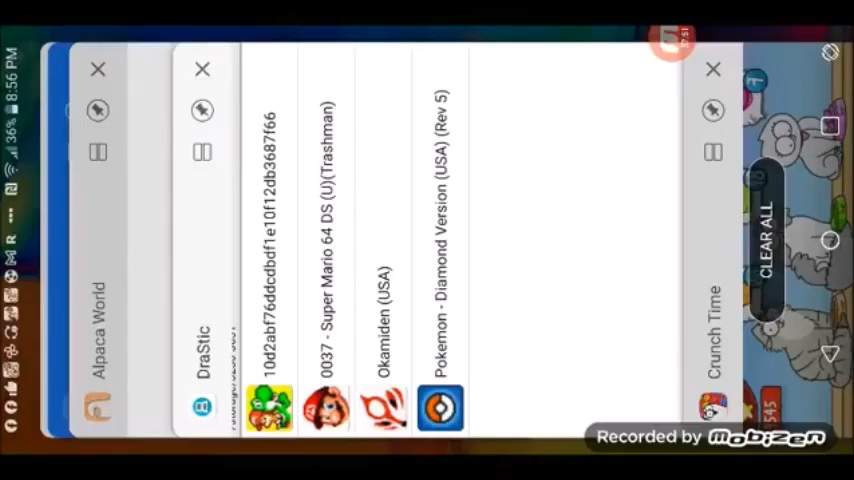 8:56 PM
36%
Alpaca World
DraStic
10d2abf76ddcdbdf1e10f12db3687f66
0037 - Super Mario 64 DS (U)(Trashman)
Okamiden (USA)
Pokemon - Diamond Version (USA) (Rev 5)
Crunch Time
CLEAR ALL
545
Recorded by mobizen